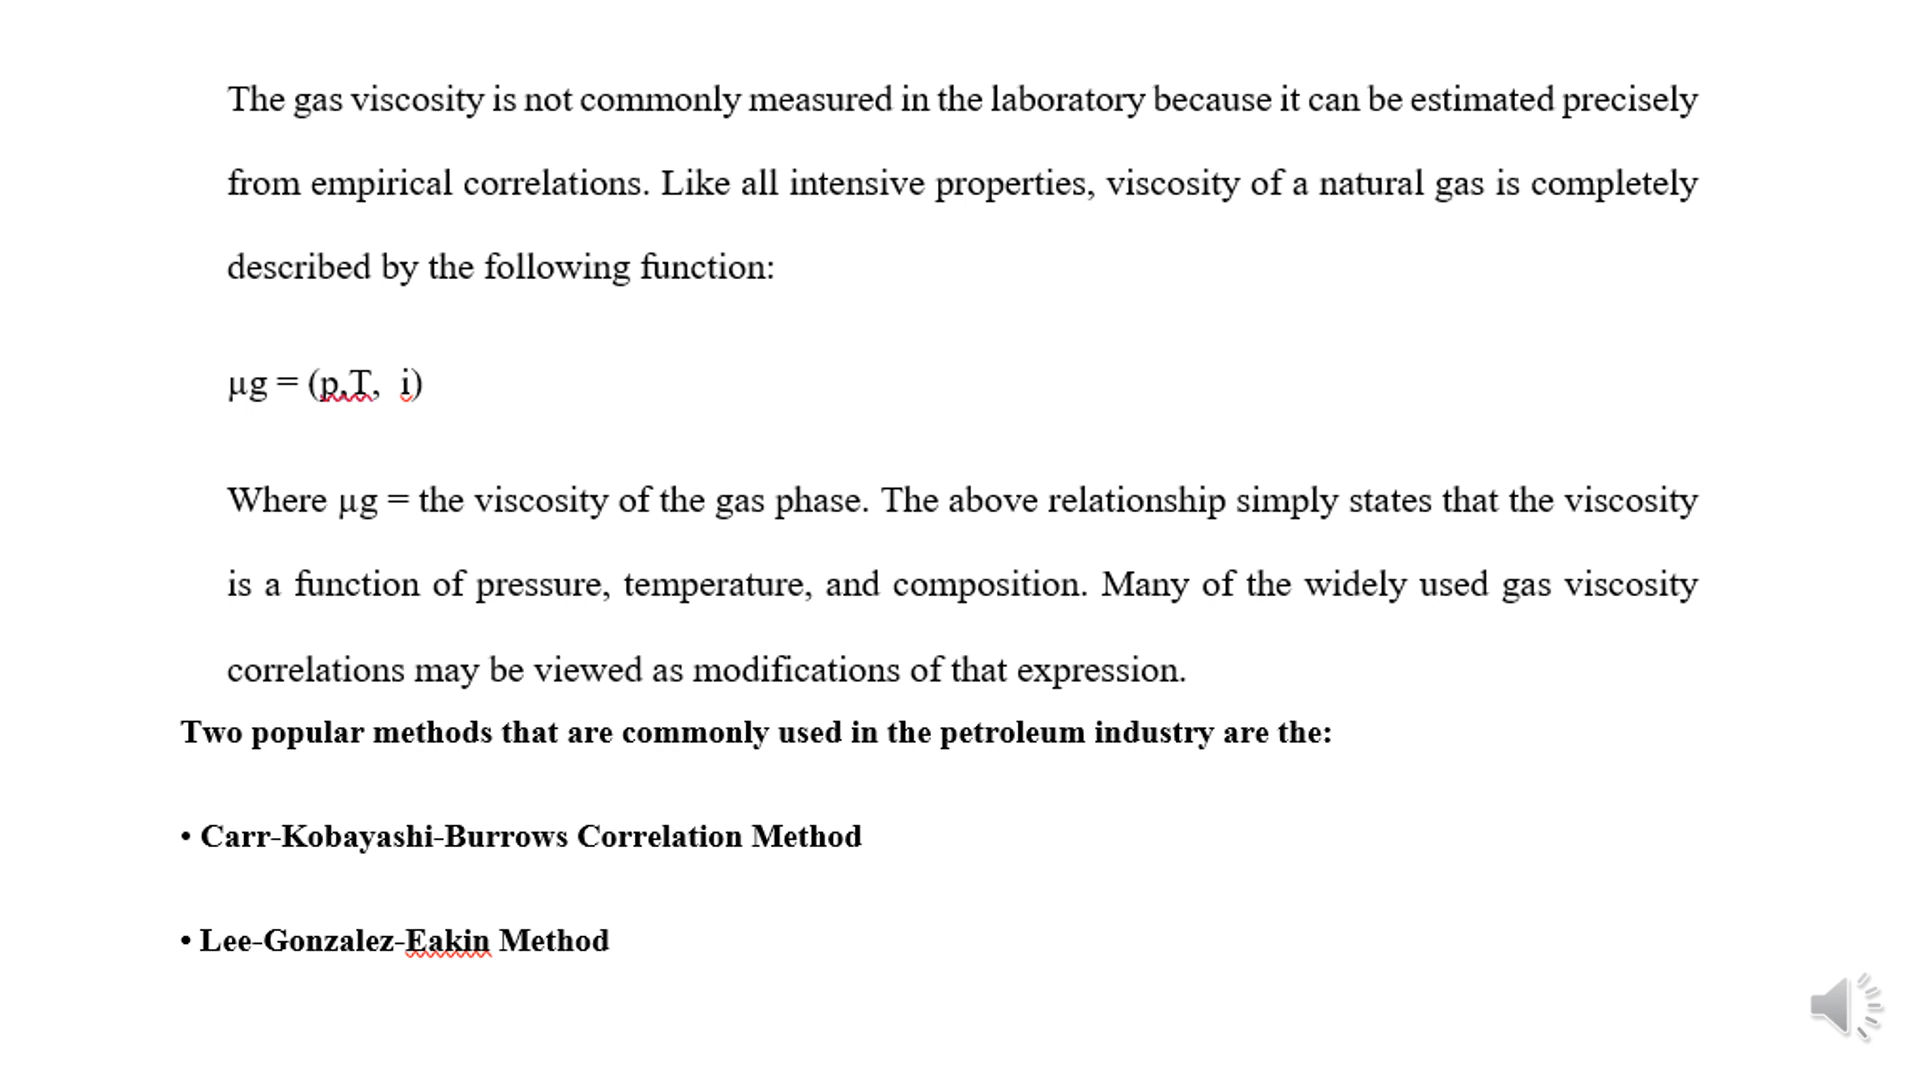 The gas viscosity is not commonly measured in the laboratory because it can be estimated precisely
from empirical correlations. Like all intensive properties, viscosity of a natural gas is completely
described by the following function:
μg = (p,T, i)
Where μg = the viscosity of the gas phase. The above relationship simply states that the viscosity
is a function of pressure, temperature, and composition. Many of the widely used gas viscosity
correlations may be viewed as modifications of that expression.
Two popular methods that are commonly used in the petroleum industry are the:
• Carr-Kobayashi-Burrows Correlation Method
• Lee-Gonzalez-Eakin Method